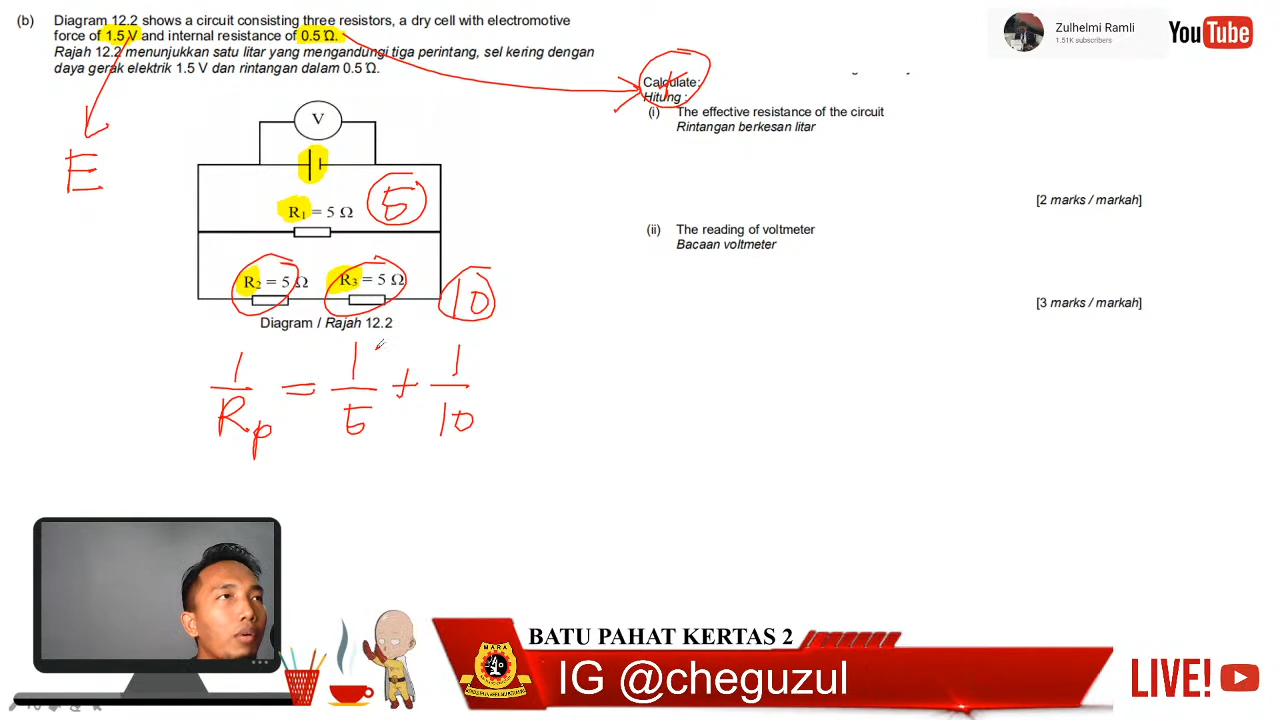 (b) Diagram 12.2 shows a circuit consisting three resistors, a dry cell with electromotive
force of 1.5 V and internal resistance of 0.5 Ω.
Rajah 12.2 menunjukkan satu litar yang mengandungi tiga perintang, sel kering dengan
daya gerak elektrik 1.5 V dan rintangan dalam 0.5 Ω.
E
V
R₁ = 5 Ω
5
R₂ = 5 Ω
R₃ = 5 Ω
10
Diagram / Rajah 12.2
1/Rp = 1/5 + 1/10
Zulhelmi Ramli
1.51K subscribers
YouTube
Calculate:
Hitung :
(i) The effective resistance of the circuit
Rintangan berkesan litar
[2 marks / markah]
(ii) The reading of voltmeter
Bacaan voltmeter
[3 marks / markah]
MARA
BATU PAHAT KERTAS 2
IG @cheguzul
LIVE!